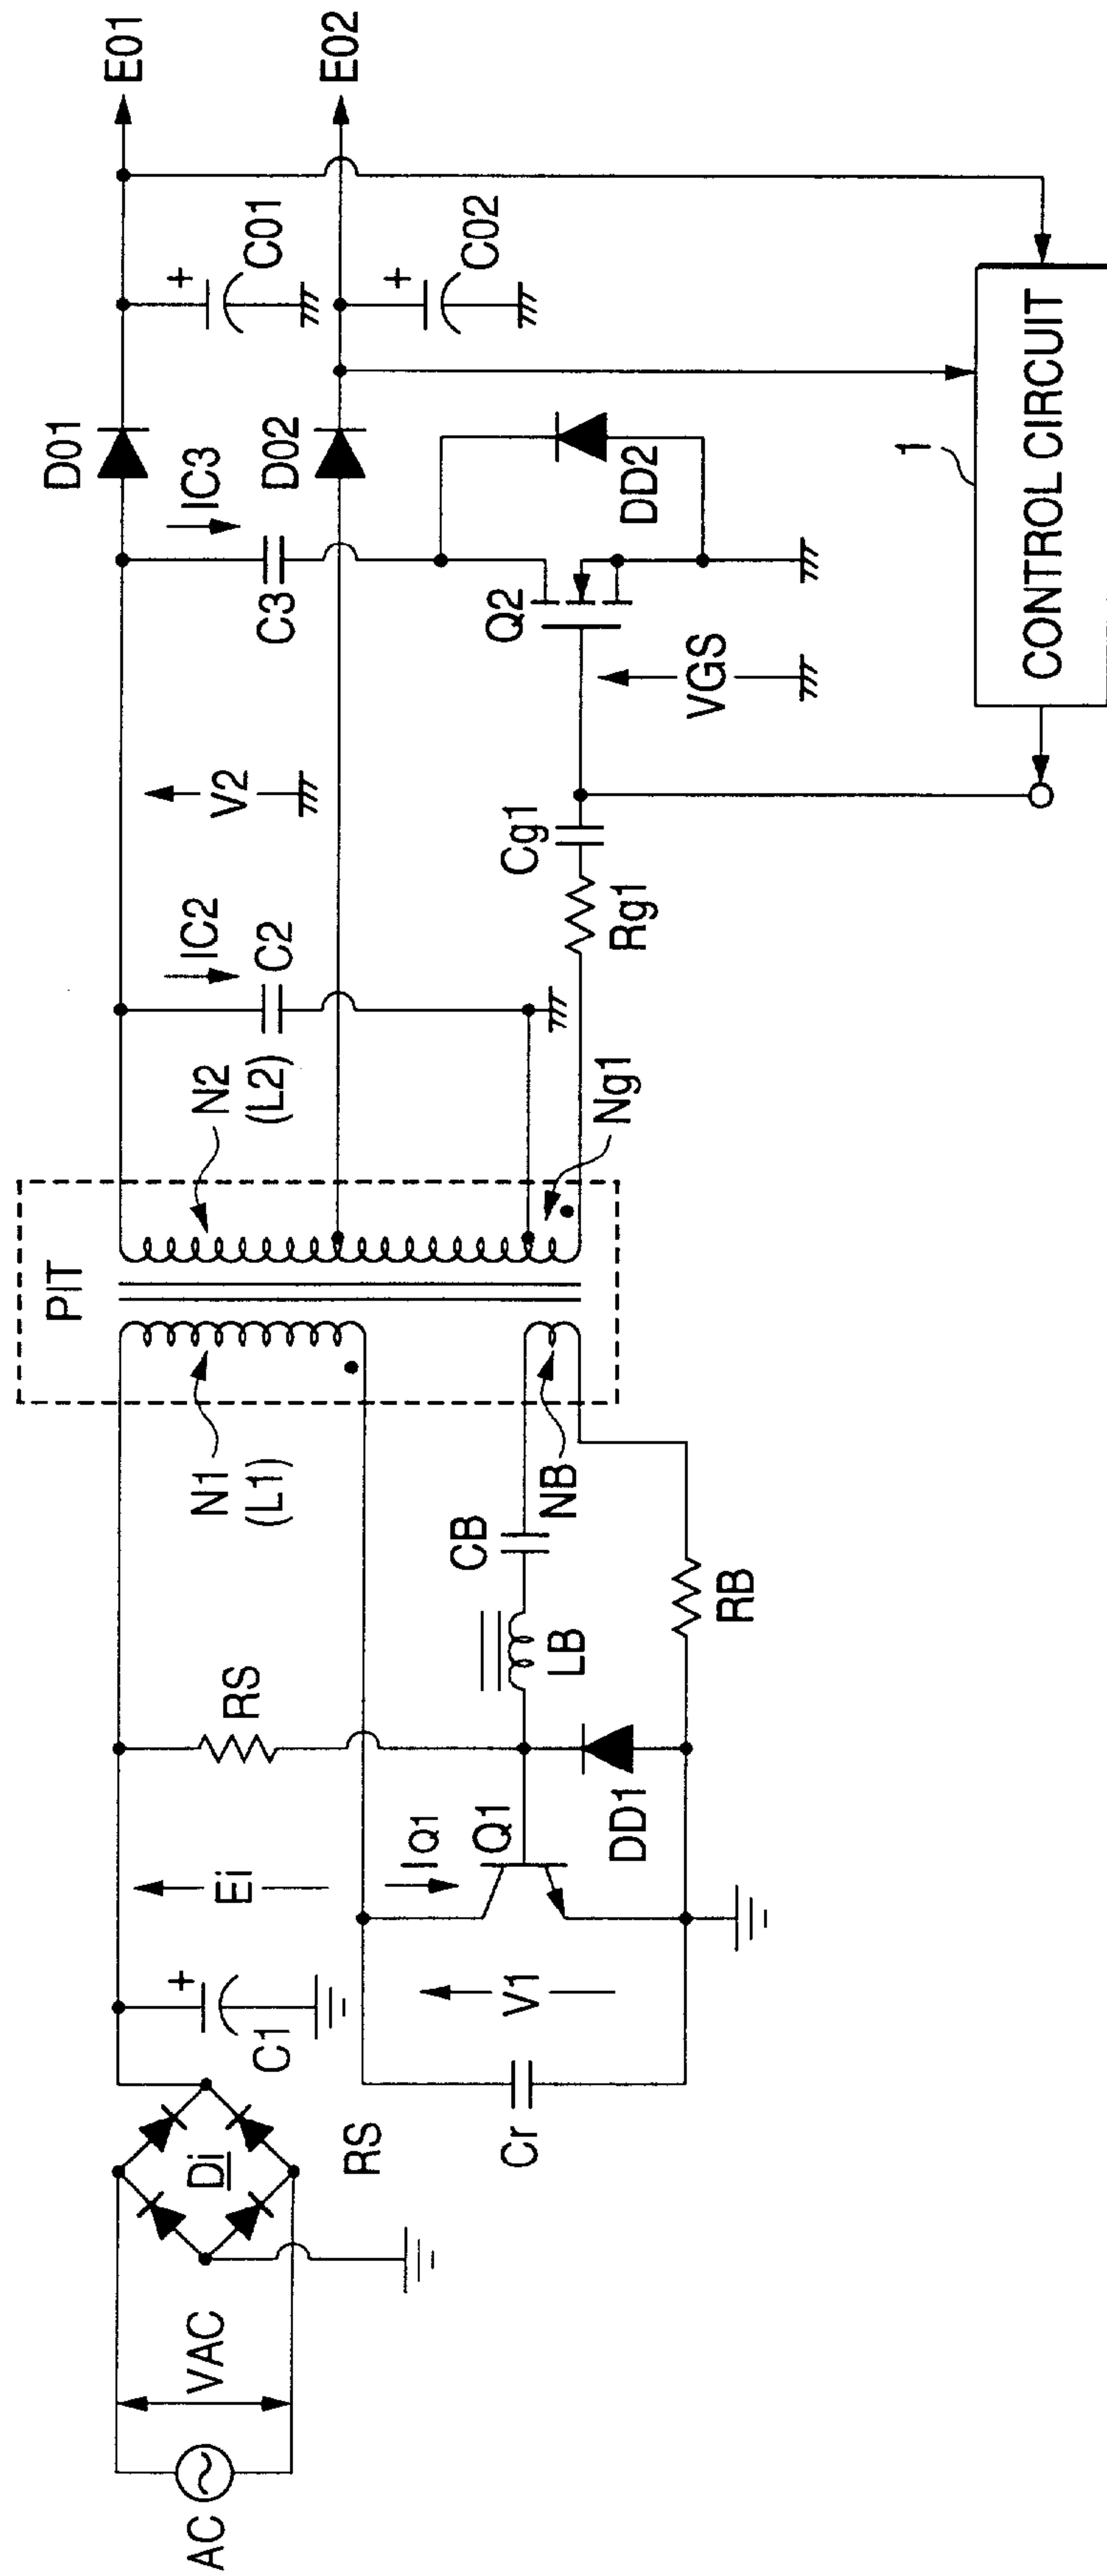 AC
VAC
Di
C1
+
Ei
RS
RS
Cr
V1
IQ1
Q1
DD1
LB
CB
RB
N1
(L1)
NB
PIT
N2
(L2)
Ng1
IC2
C2
V2
Rg1
Cg1
VGS
Q2
C3
IC3
DD2
D01
D02
+
C01
+
C02
E01
E02
1
CONTROL CIRCUIT